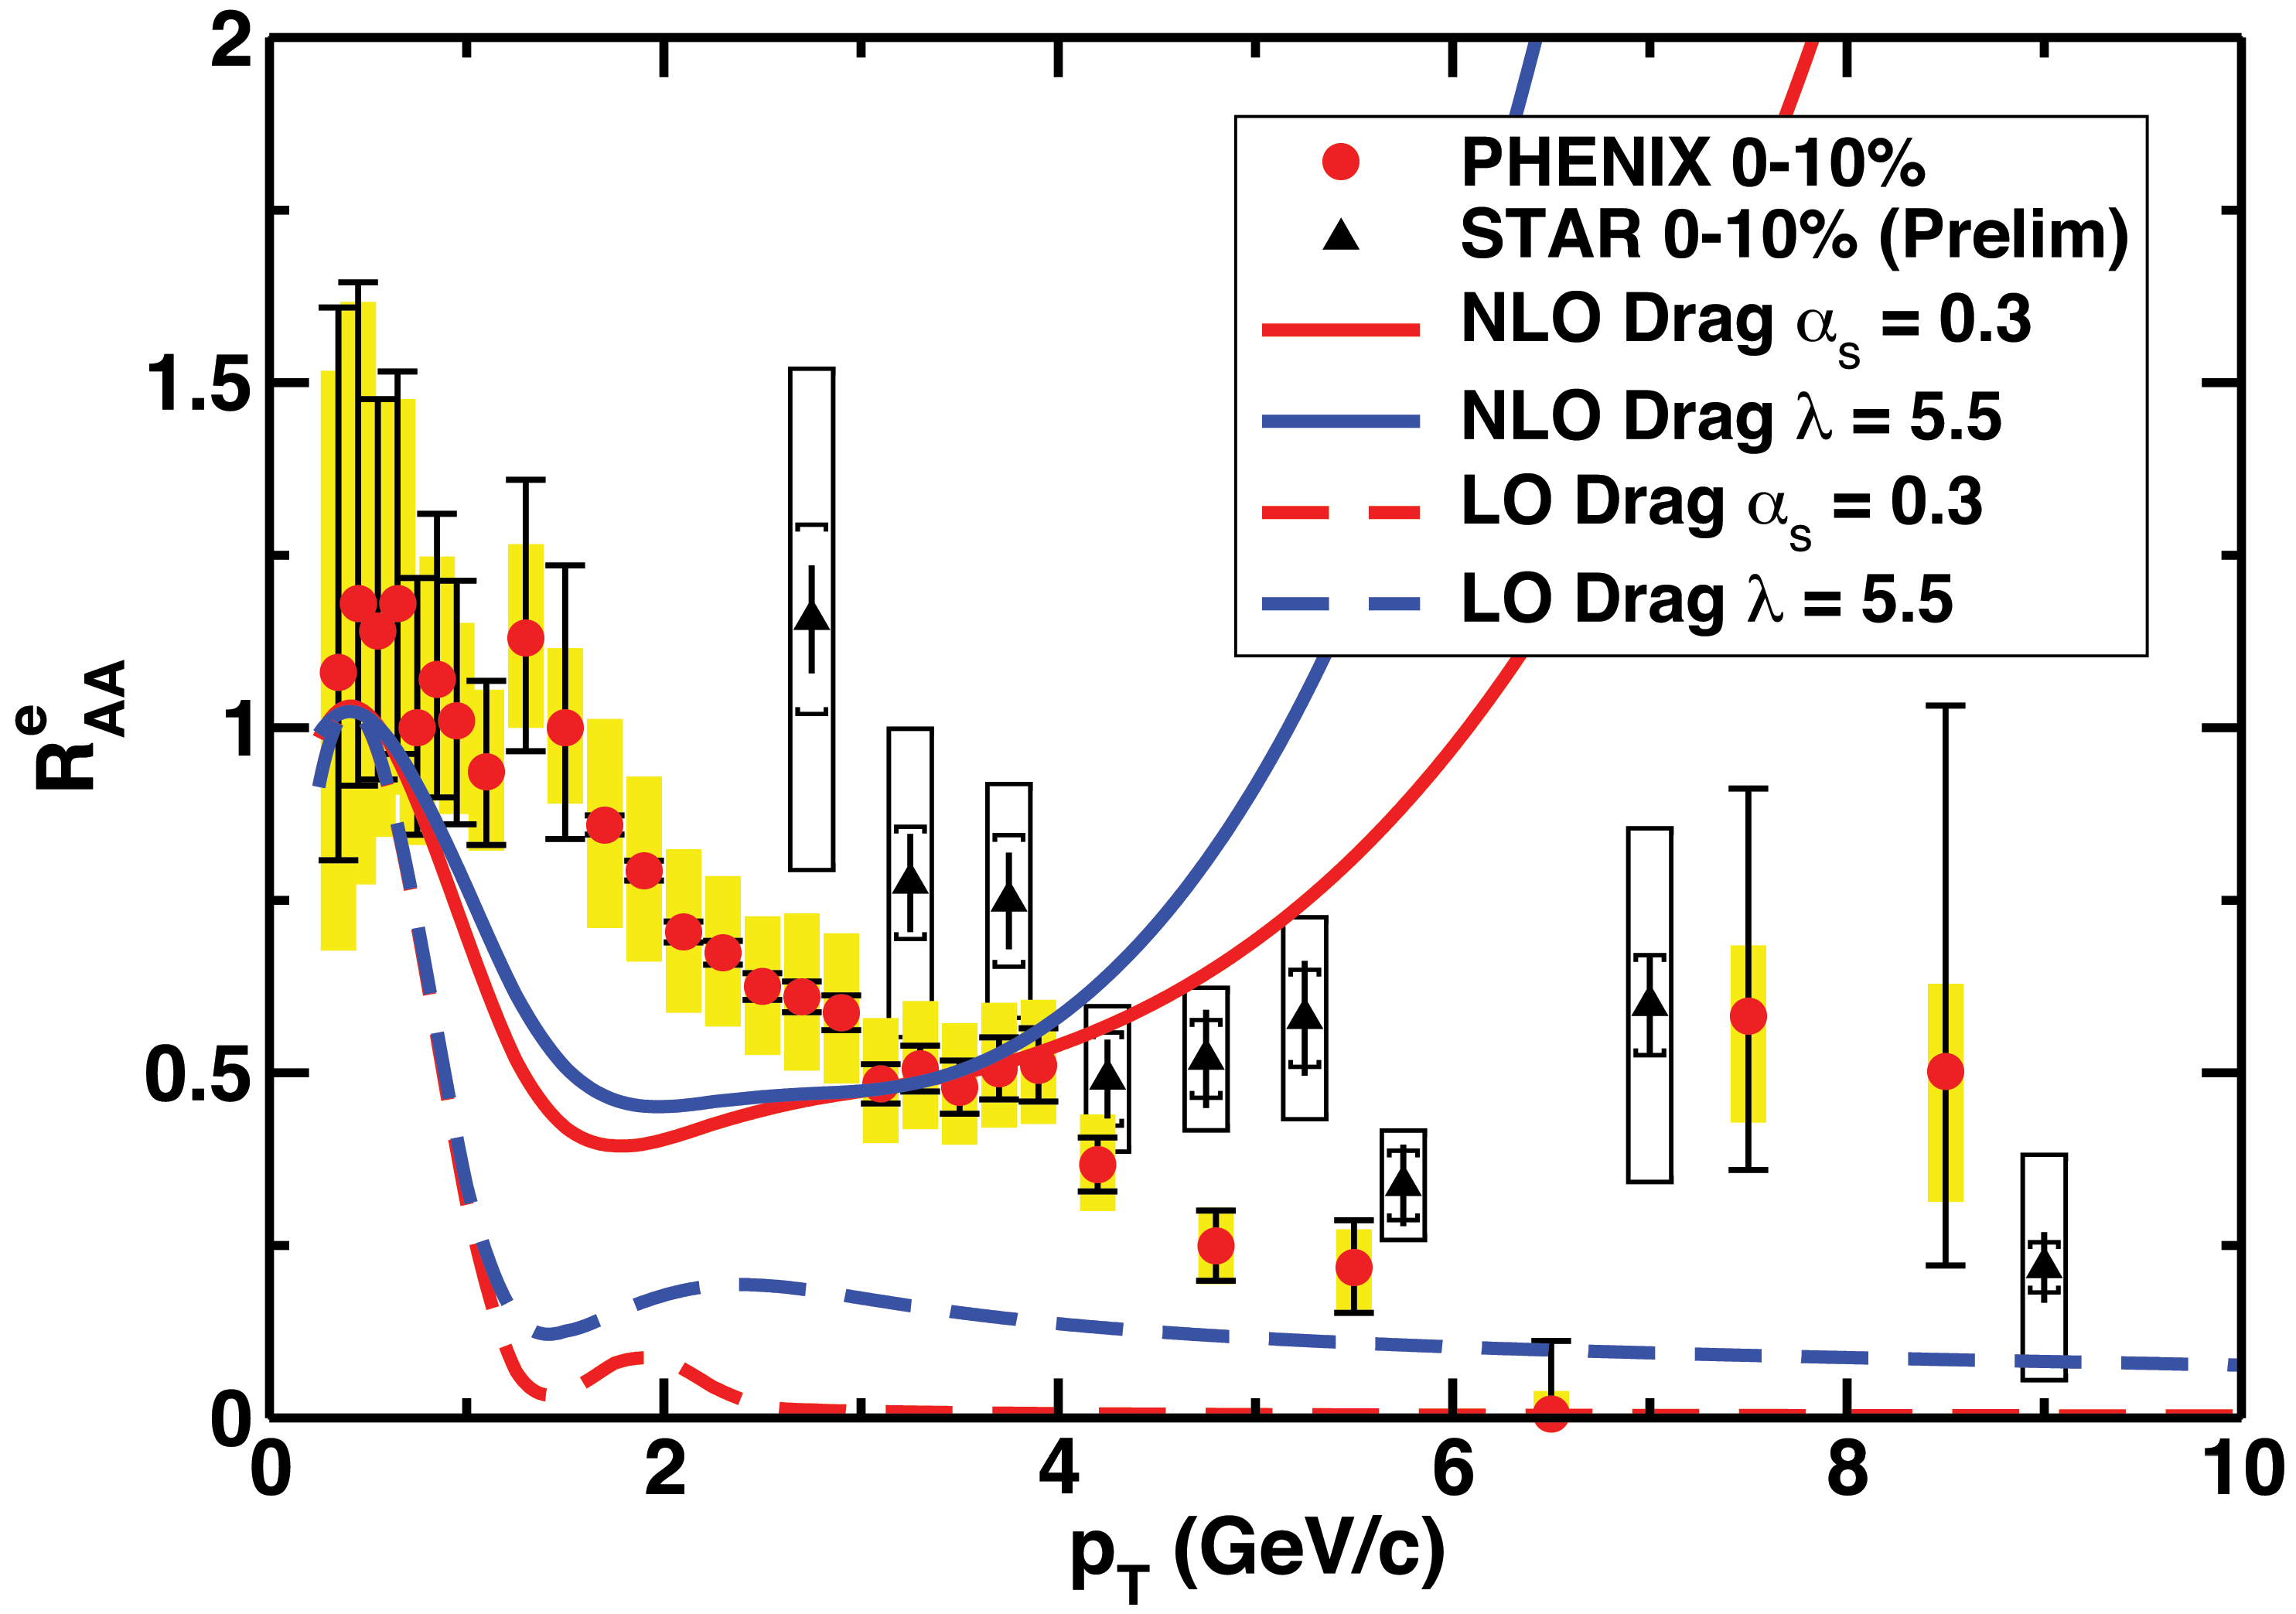 2
1.5
1
0.5
0
R^e_AA
PHENIX 0-10%
STAR 0-10% (Prelim)
NLO Drag α_s = 0.3
NLO Drag λ = 5.5
LO Drag α_s = 0.3
LO Drag λ = 5.5
0 2 4 6 8 10
p_T (GeV/c)